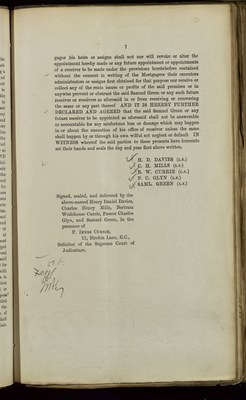 7
gagor his heirs or assigns shall not nor will revoke or alter the
appointment hereby made or any future appointment or appointments
of a receiver to be made under the provisions hereinbefore contained
without the consent in writing of the Mortgagees their executors
administrators or assigns first obtained for that purpose nor receive or
collect any of the rents issues or profits of the said premises or in
anywise prevent or obstruct the said Samuel Green or any such future
receiver or receivers as aforesaid in or from receiving or recovering
the same or any part thereof AND IT IS HEREBY FURTHER
DECLARED AND AGREED that the said Samuel Green or any
future receiver to be appointed as aforesaid shall not be answerable
or accountable for any misfortune loss or damage which may happen
in or about the execution of his office of receiver unless the same
shall happen by or through his own wilful act neglect or default IN
WITNESS whereof the said parties to these presents have hereunto
set their hands and seals the day and year first above written.
H. D. DAVIES (L.S.)
C. H. MILLS (L.S.)
B. W. CURRIE (L.S.)
P. C. GLYN (L.S.)
SAML. GREEN (L.S.)
Signed, sealed, and delivered by the
above-named Henry Daniel Davies,
Charles Henry Mills, Bertram
Wodehouse Currie, Pascoe Charles
Glyn, and Samuel Green, in the
presence of
11, Birchin Lane, E.C.,
Solicitor of the Supreme Court of
Judicature.